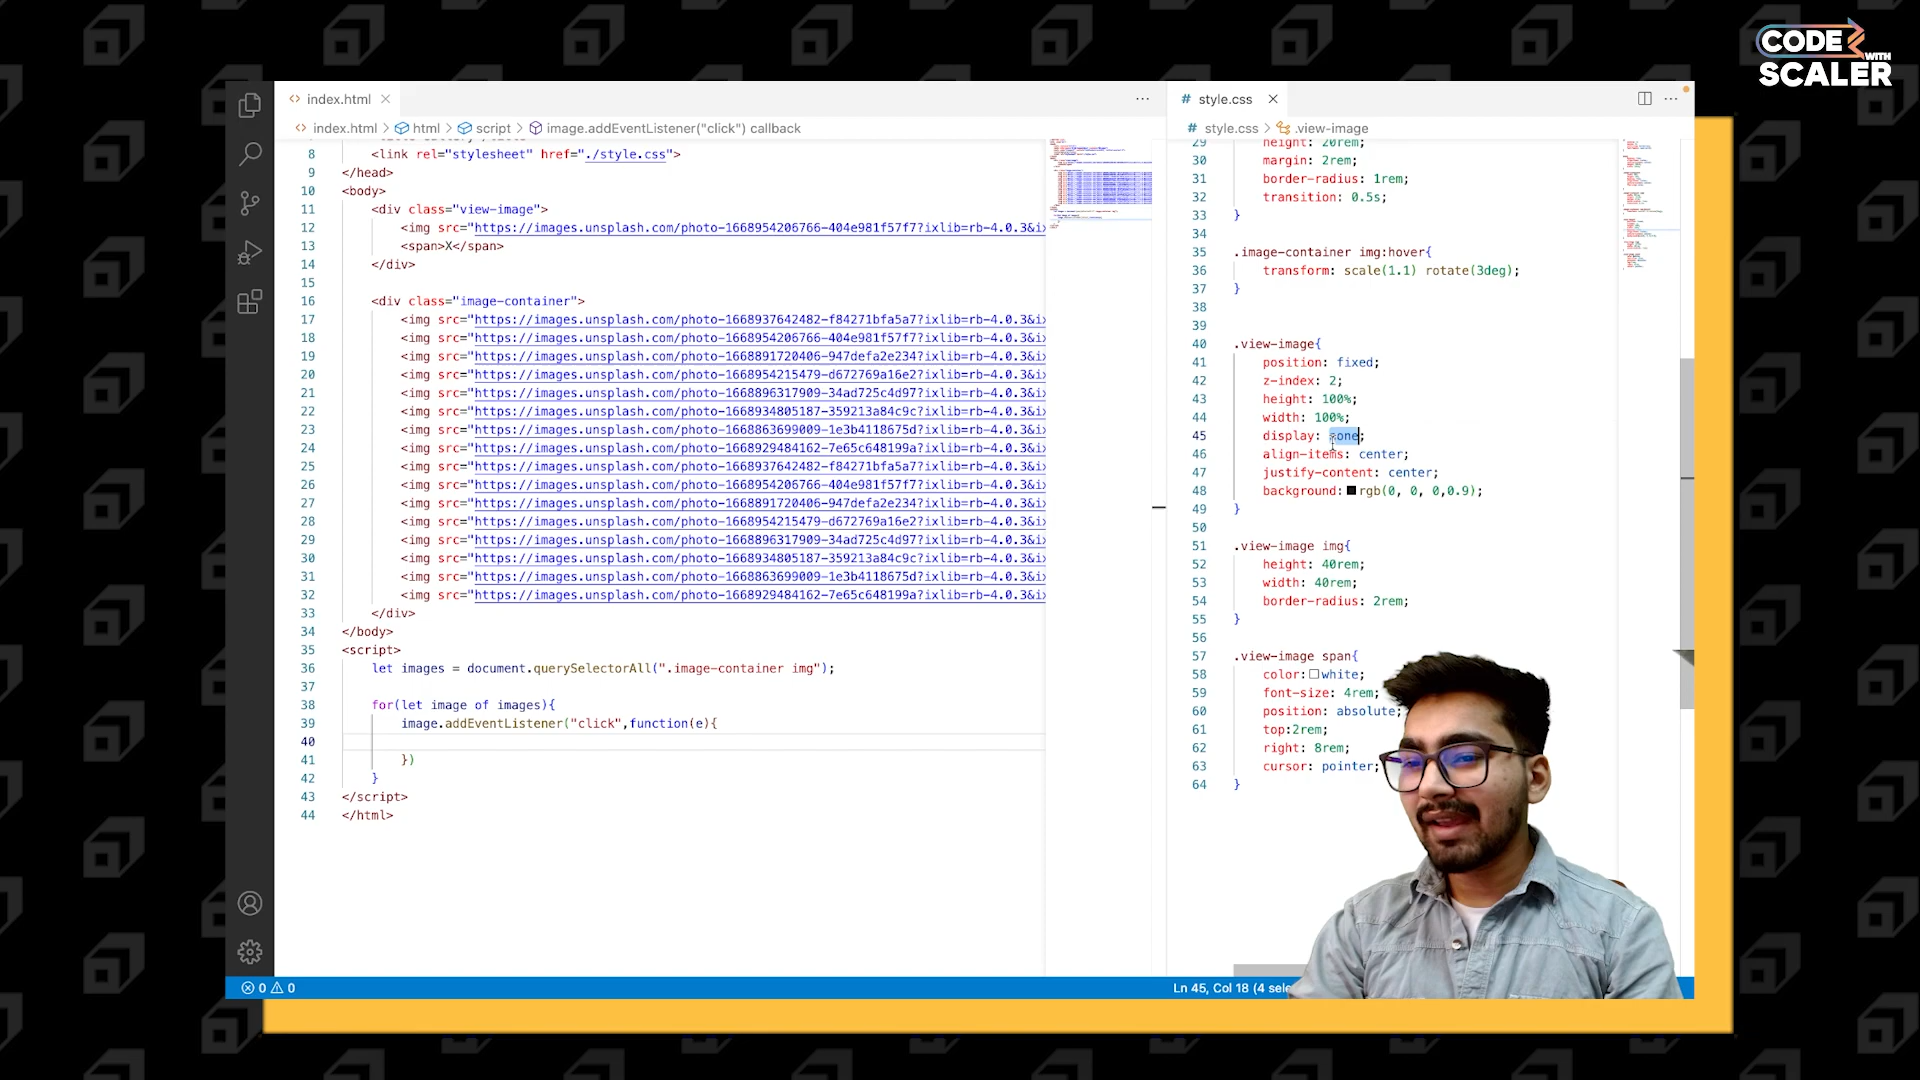 CODE
WITH
SCALER
index.html
style.css
index.html > html > script > image.addEventListener("click") callback
style.css > .view-image
8 <link rel="stylesheet" href="./style.css">
9 </head>
10 <body>
11 <div class="view-image">
12 <img src="https://images.unsplash.com/photo-1668954206766-404e981f57f7?ixlib=rb-4.0.3&ix
13 <span>X</span>
14 </div>
15
16 <div class="image-container">
17 <img src="https://images.unsplash.com/photo-1668937642482-f84271bfa5a7?ixlib=rb-4.0.3&ix
18 <img src="https://images.unsplash.com/photo-1668954206766-404e981f57f7?ixlib=rb-4.0.3&ix
19 <img src="https://images.unsplash.com/photo-1668891720406-947defa2e234?ixlib=rb-4.0.3&ix
20 <img src="https://images.unsplash.com/photo-1668954215479-d672769a16e2?ixlib=rb-4.0.3&ix
21 <img src="https://images.unsplash.com/photo-1668896317909-34ad725c4d97?ixlib=rb-4.0.3&ix
22 <img src="https://images.unsplash.com/photo-1668934805187-359213a84c9c?ixlib=rb-4.0.3&ix
23 <img src="https://images.unsplash.com/photo-1668863699009-1e3b4118675d?ixlib=rb-4.0.3&ix
24 <img src="https://images.unsplash.com/photo-1668929484162-7e65c648199a?ixlib=rb-4.0.3&ix
25 <img src="https://images.unsplash.com/photo-1668937642482-f84271bfa5a7?ixlib=rb-4.0.3&ix
26 <img src="https://images.unsplash.com/photo-1668954206766-404e981f57f7?ixlib=rb-4.0.3&ix
27 <img src="https://images.unsplash.com/photo-1668891720406-947defa2e234?ixlib=rb-4.0.3&ix
28 <img src="https://images.unsplash.com/photo-1668954215479-d672769a16e2?ixlib=rb-4.0.3&ix
29 <img src="https://images.unsplash.com/photo-1668896317909-34ad725c4d97?ixlib=rb-4.0.3&ix
30 <img src="https://images.unsplash.com/photo-1668934805187-359213a84c9c?ixlib=rb-4.0.3&ix
31 <img src="https://images.unsplash.com/photo-1668863699009-1e3b4118675d?ixlib=rb-4.0.3&ix
32 <img src="https://images.unsplash.com/photo-1668929484162-7e65c648199a?ixlib=rb-4.0.3&ix
33 </div>
34 </body>
35 <script>
36 let images = document.querySelectorAll(".image-container img");
37
38 for(let image of images){
39 image.addEventListener("click",function(e){
40
41 })
42 }
43 </script>
44 </html>
29 height: 20rem;
30 margin: 2rem;
31 border-radius: 1rem;
32 transition: 0.5s;
33 }
34
35 .image-container img:hover{
36 transform: scale(1.1) rotate(3deg);
37 }
38
39
40 .view-image{
41 position: fixed;
42 z-index: 2;
43 height: 100%;
44 width: 100%;
45 display: none;
46 align-items: center;
47 justify-content: center;
48 background: rgb(0, 0, 0,0.9);
49 }
50
51 .view-image img{
52 height: 40rem;
53 width: 40rem;
54 border-radius: 2rem;
55 }
56
57 .view-image span{
58 color: white;
59 font-size: 4rem;
60 position: absolute;
61 top:2rem;
62 right: 8rem;
63 cursor: pointer;
64 }
0 0
Ln 45, Col 18 (4 sele